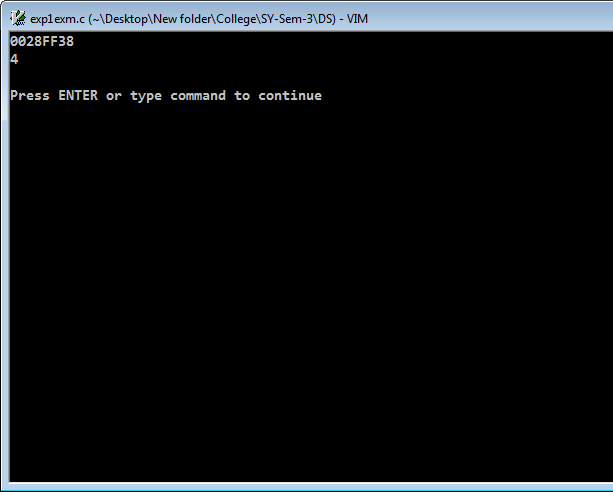 exp1exm.c (~\Desktop\New folder\College\SY-Sem-3\DS) - VIM
0028FF38
4
Press ENTER or type command to continue